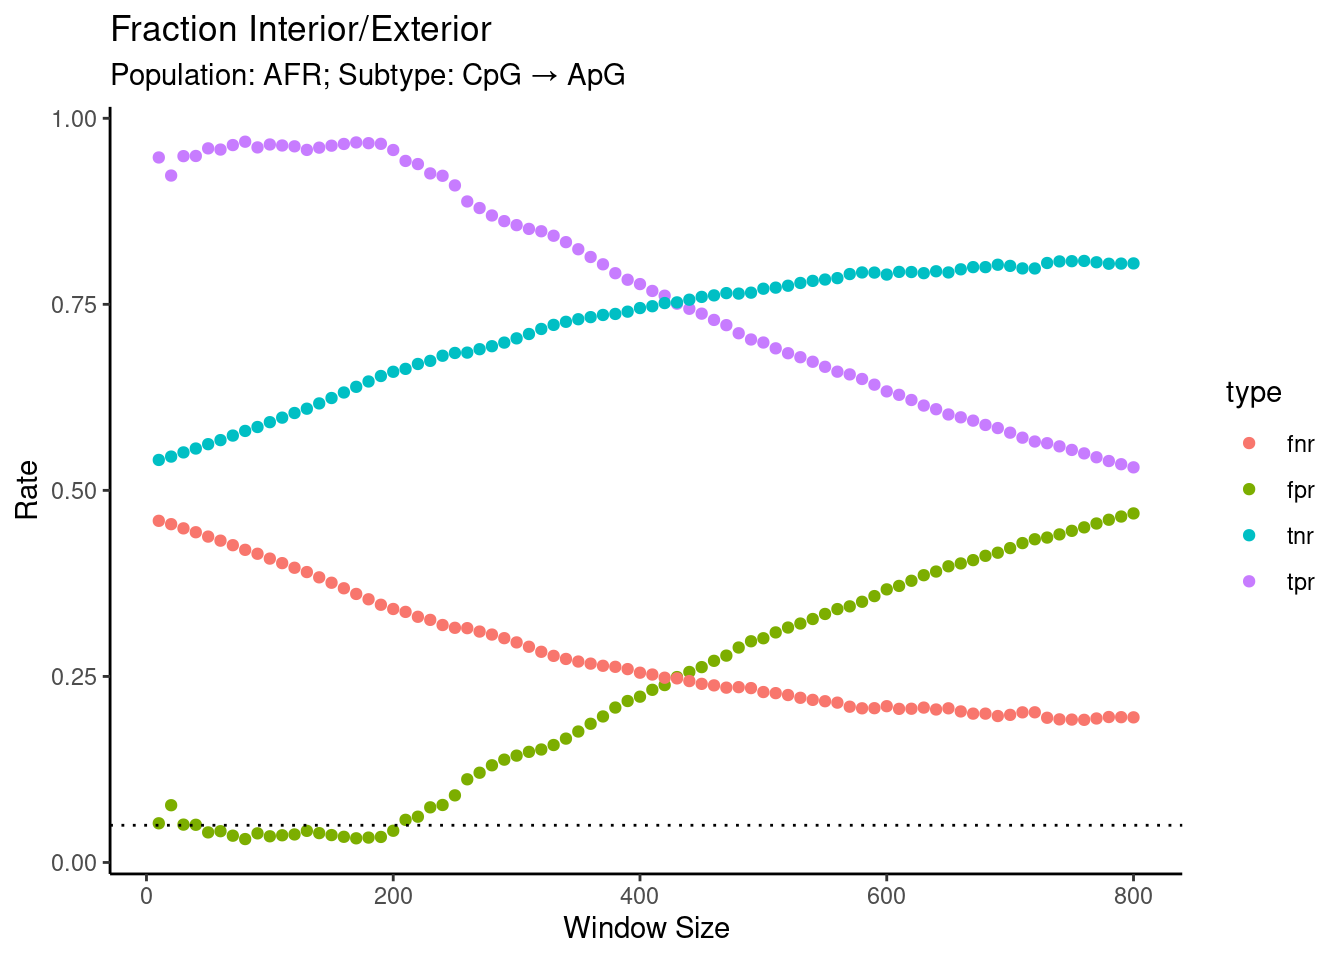 Fraction Interior/Exterior
Population: AFR; Subtype: CpG → ApG
1.00
0.75
0.50
0.25
0.00
Rate
0 200 400 600 800
Window Size
type
fnr
fpr
tnr
tpr